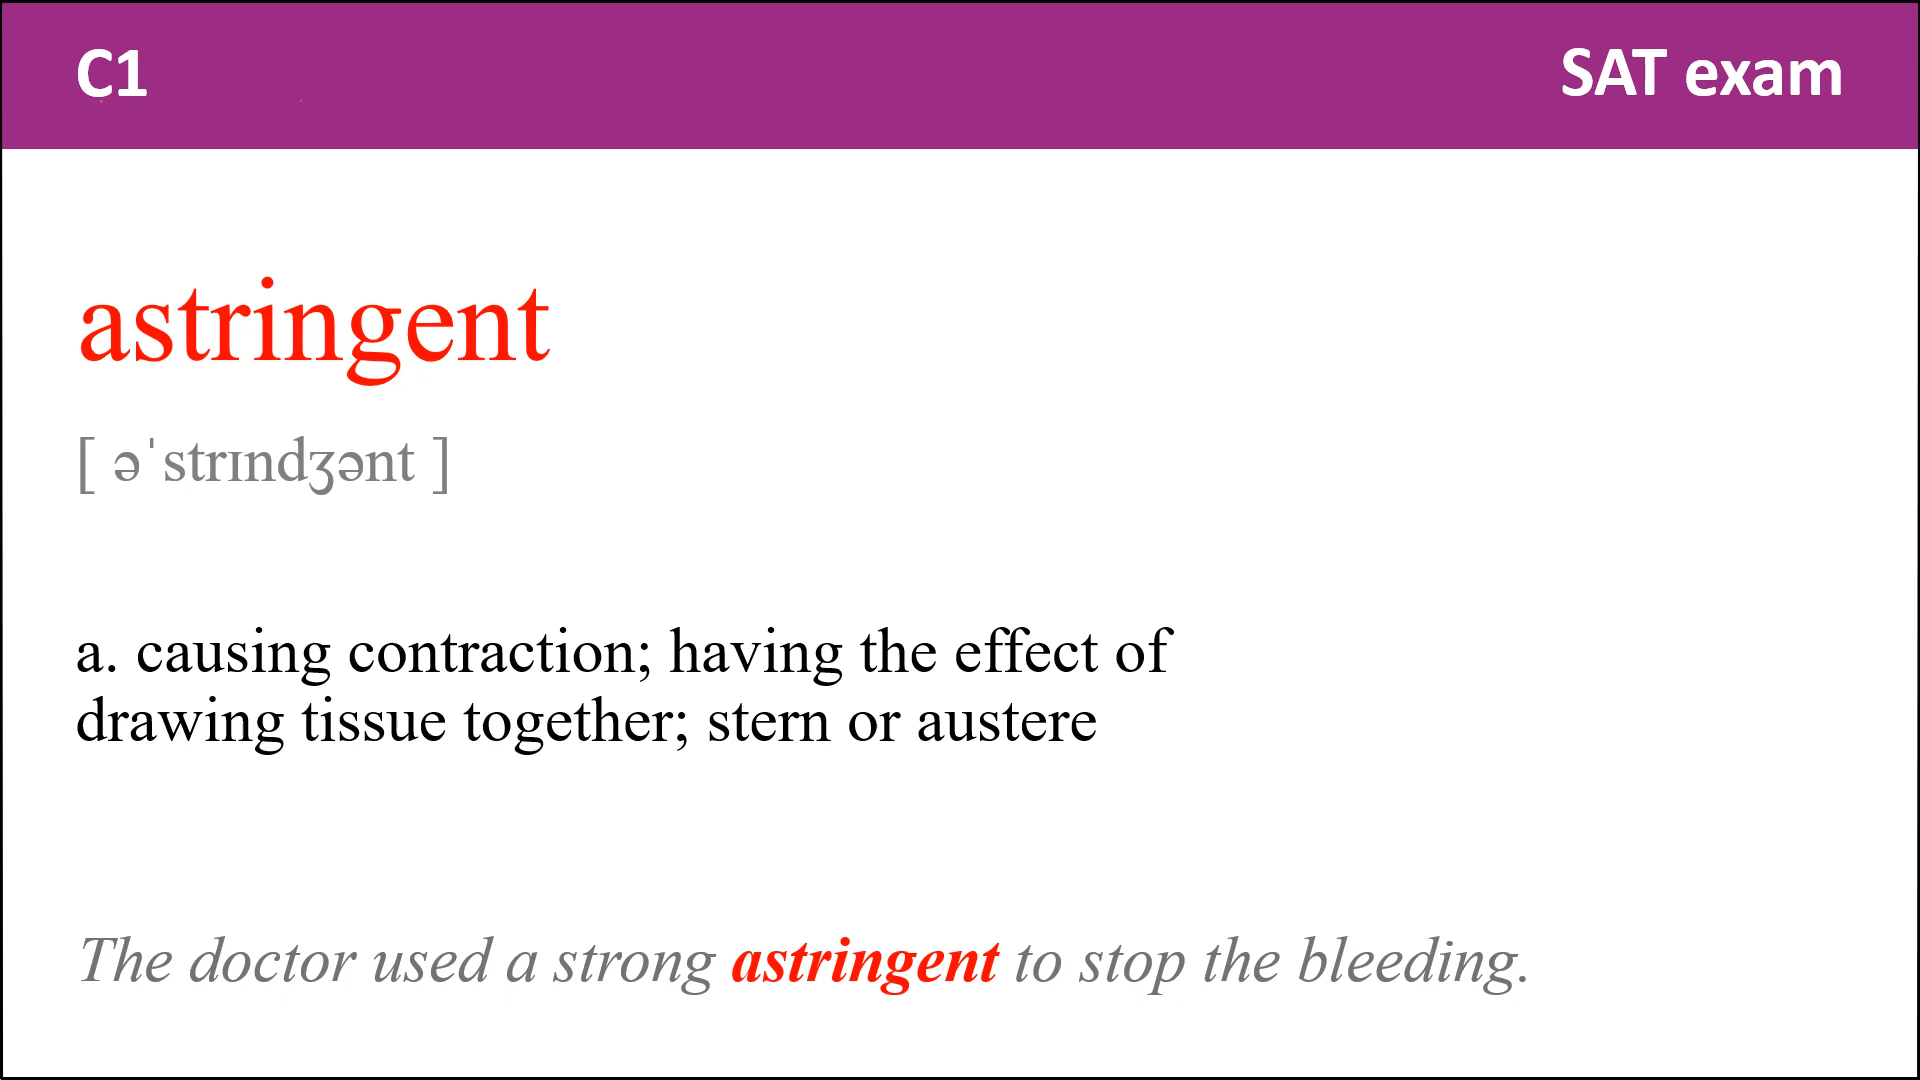 C1
SAT exam
astringent
[ əˈstrɪndʒənt ]
a. causing contraction; having the effect of
drawing tissue together; stern or austere
The doctor used a strong astringent to stop the bleeding.